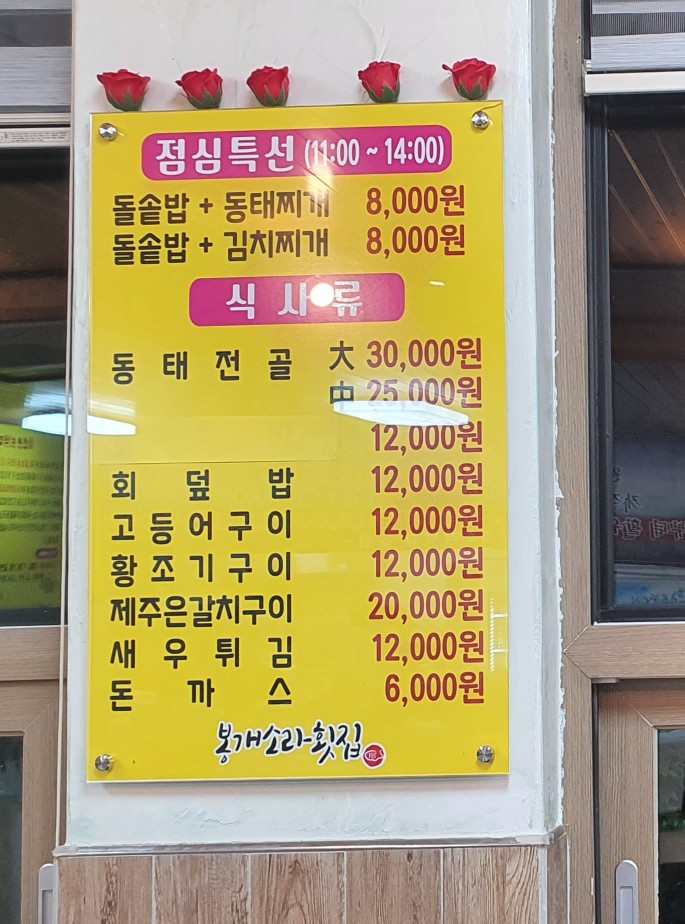 점심특선 (11:00 ~ 14:00)
돌솥밥 + 동태찌개 8,000원
돌솥밥 + 김치찌개 8,000원
식사류
동태전골 大 30,000원
中 25,000원
12,000원
회덮밥 12,000원
고등어구이 12,000원
황조기구이 12,000원
제주은갈치구이 20,000원
새우튀김 12,000원
돈까스 6,000원
봉개소라횟집